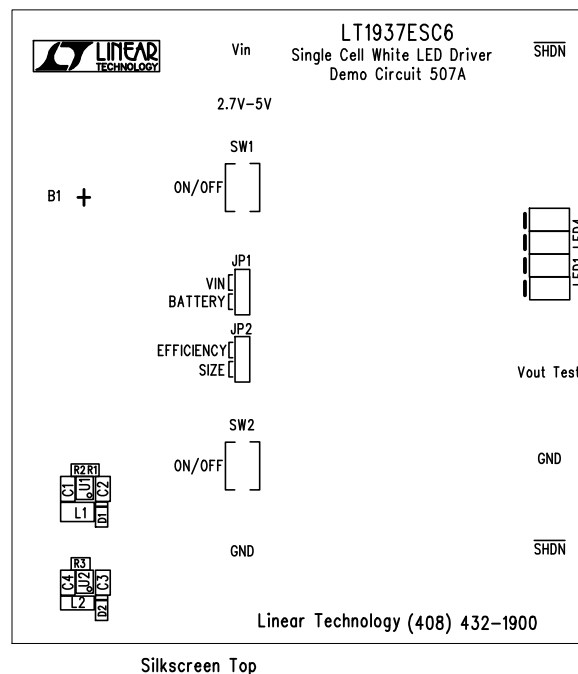 LINEAR
TECHNOLOGY
Vin
LT1937ESC6
Single Cell White LED Driver
Demo Circuit 507A
SHDN
2.7V-5V
SW1
ON/OFF
B1 +
LED1 LED4
JP1
VIN
BATTERY
JP2
EFFICIENCY
SIZE
Vout Test
SW2
ON/OFF
GND
R2 R1
C1 U1 C2
L1 D1
GND
SHDN
R3
C4 U2 C3
L2 D2
Linear Technology (408) 432-1900
Silkscreen Top